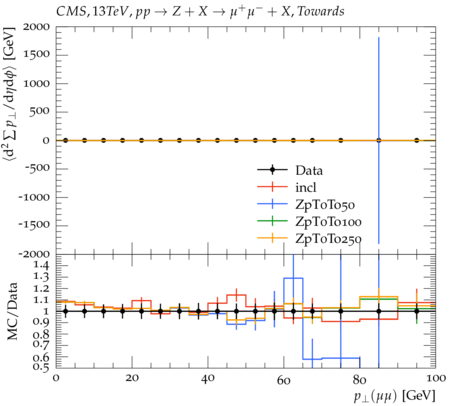 CMS, 13TeV, pp → Z + X → μ⁺μ⁻ + X, Towards
⟨d² ∑ p⊥/dηdφ⟩ [GeV]
2000
1500
1000
500
0
-500
-1000
-1500
-2000
Data
incl
ZpToTo50
ZpToTo100
ZpToTo250
MC/Data
1.4
1.3
1.2
1.1
1
0.9
0.8
0.7
0.6
0.5
0 20 40 60 80 100
p⊥(μμ) [GeV]